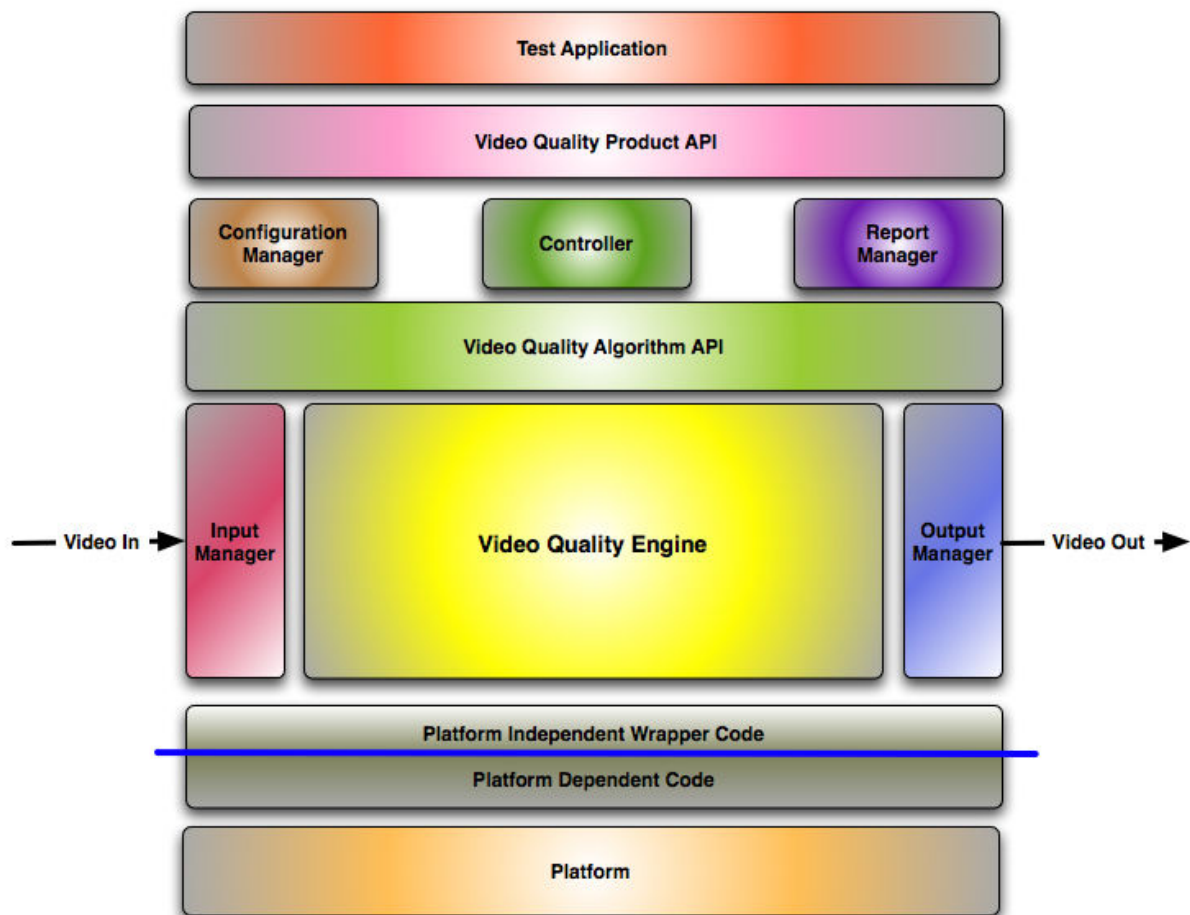 Test Application
Video Quality Product API
Configuration
Manager
Controller
Report
Manager
Video Quality Algorithm API
Video In
Input
Manager
Video Quality Engine
Output
Manager
Video Out
Platform Independent Wrapper Code
Platform Dependent Code
Platform